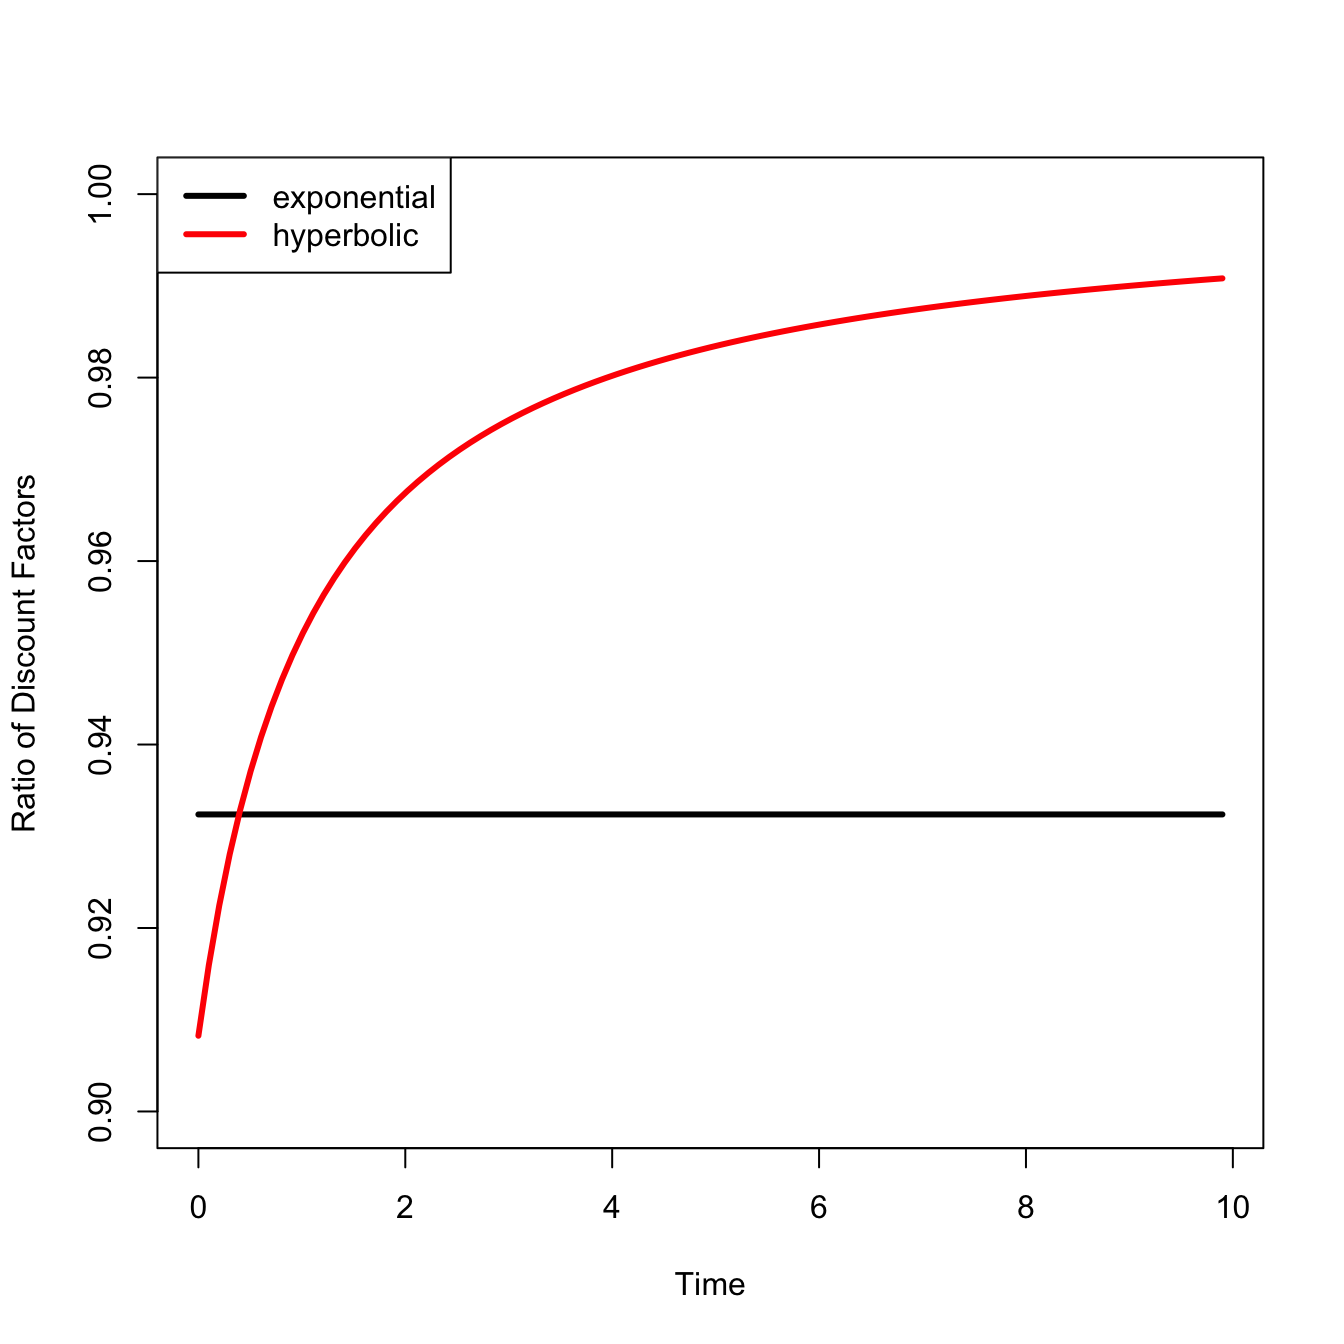 exponential
hyperbolic
Ratio of Discount Factors
1.00
0.98
0.96
0.94
0.92
0.90
0 2 4 6 8 10
Time